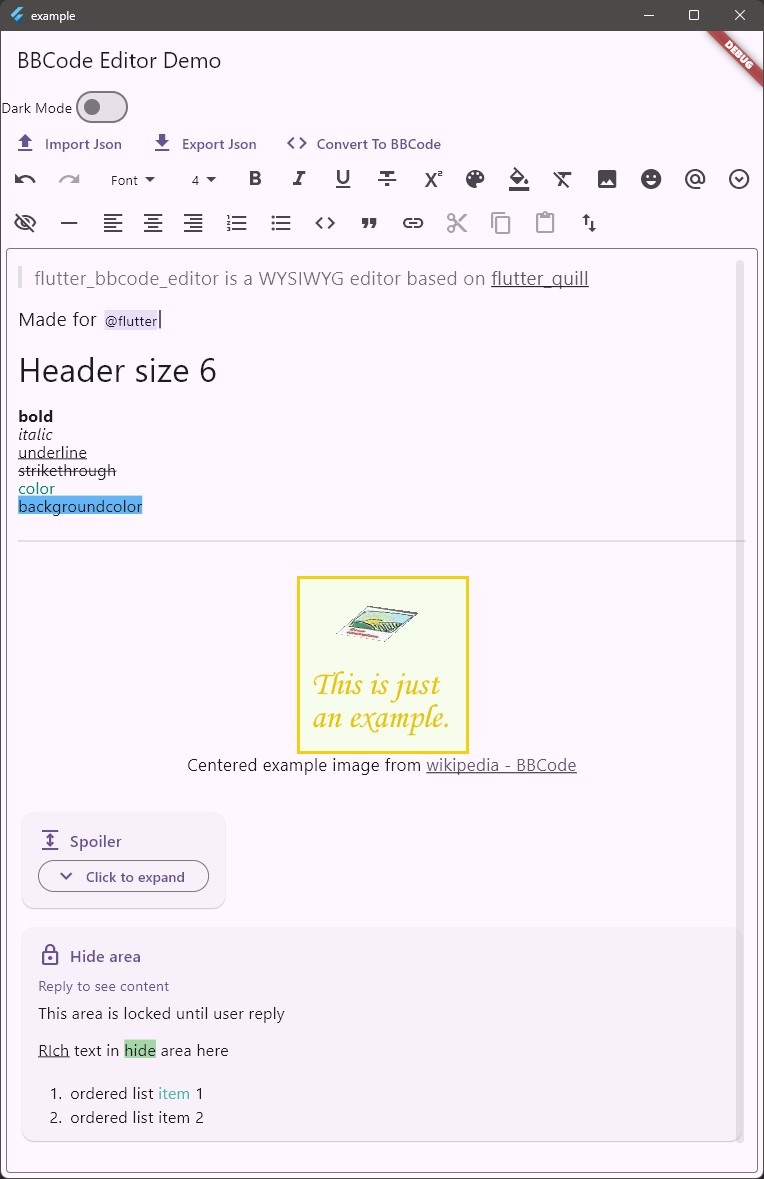 example
DEBUG
BBCode Editor Demo
Dark Mode
Import Json Export Json Convert To BBCode
Font 4 B I U X²
flutter_bbcode_editor is a WYSIWYG editor based on flutter_quill
Made for @flutter
Header size 6
bold
italic
underline
strikethrough
color
backgroundcolor
This is just
an example.
Centered example image from wikipedia - BBCode
Spoiler
Click to expand
Hide area
Reply to see content
This area is locked until user reply
RIch text in hide area here
1. ordered list item 1
2. ordered list item 2